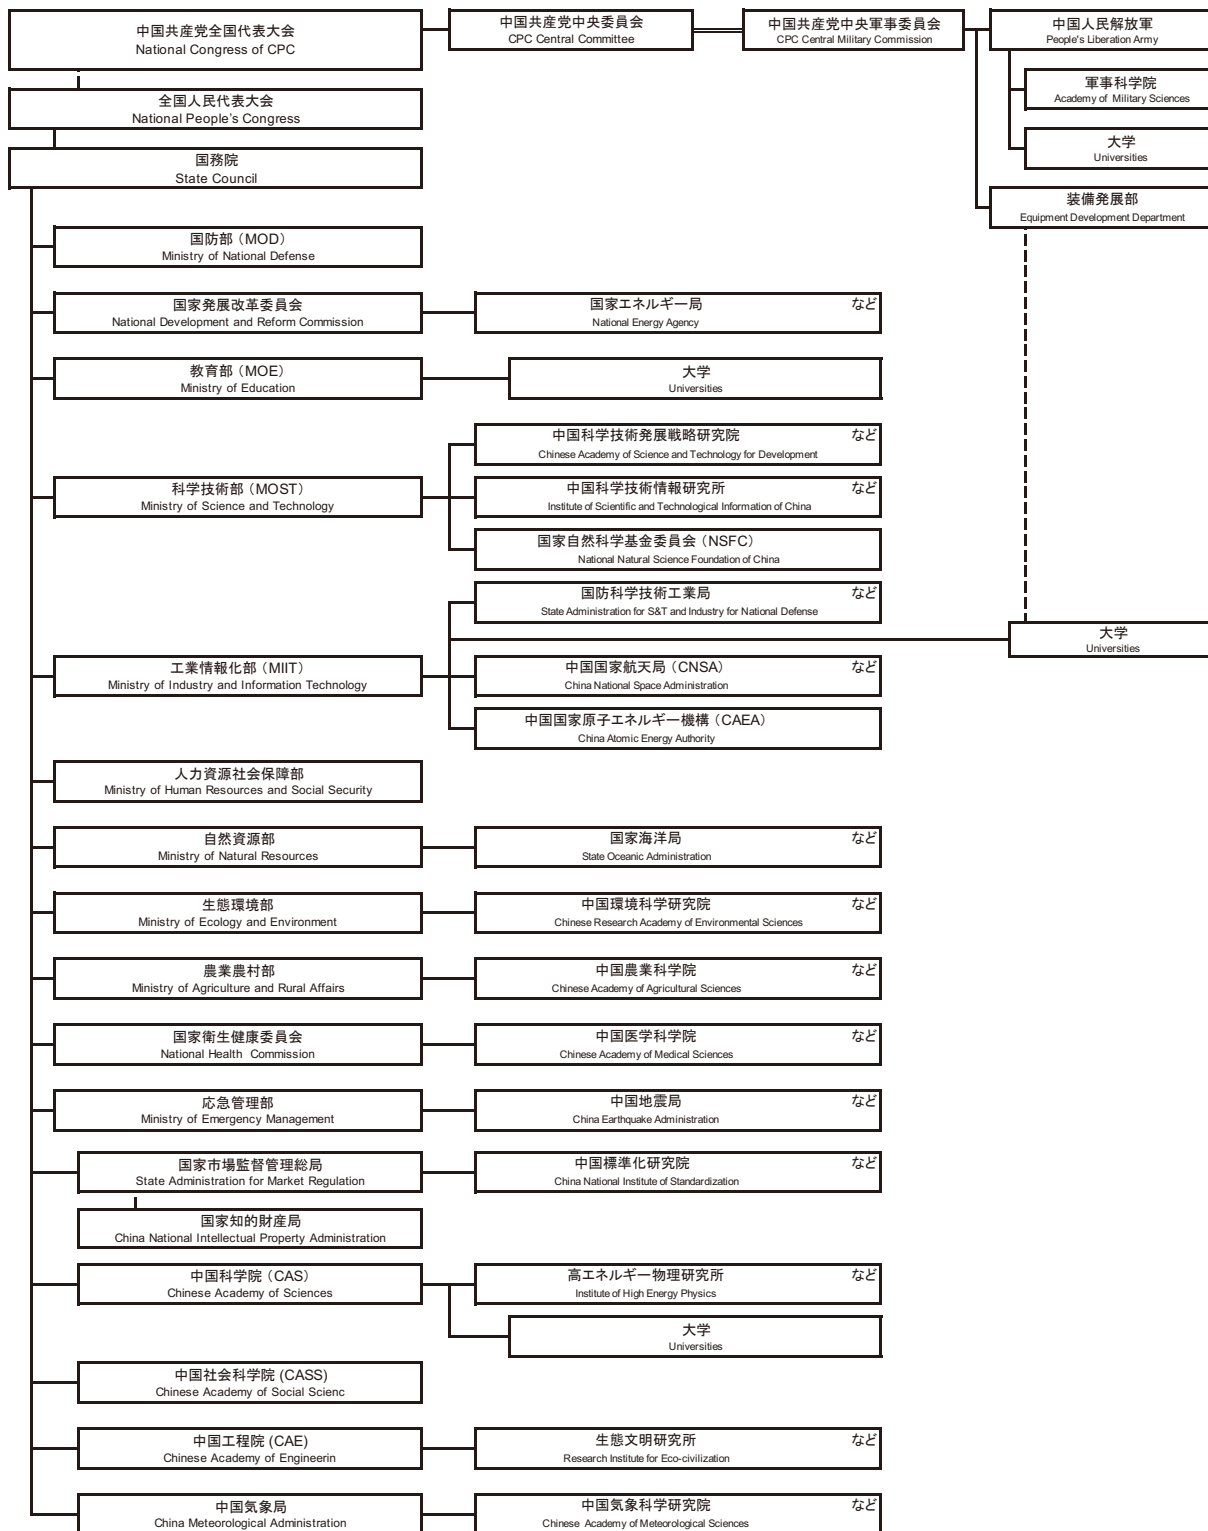 中国共産党全国代表大会
National Congress of CPC
中国共産党中央委員会
CPC Central Committee
中国共産党中央軍事委員会
CPC Central Military Commission
中国人民解放軍
People's Liberation Army
軍事科学院
Academy of Military Sciences
大学
Universities
装備発展部
Equipment Development Department
全国人民代表大会
National People's Congress
国務院
State Council
国防部（MOD）
Ministry of National Defense
国家発展改革委員会
National Development and Reform Commission
国家エネルギー局 など
National Energy Agency
教育部（MOE）
Ministry of Education
大学
Universities
科学技術部（MOST）
Ministry of Science and Technology
中国科学技術発展戦略研究院 など
Chinese Academy of Science and Technology for Development
中国科学技術情報研究所 など
Institute of Scientific and Technological Information of China
国家自然科学基金委員会（NSFC）
National Natural Science Foundation of China
工業情報化部（MIIT）
Ministry of Industry and Information Technology
国防科学技術工業局 など
State Administration for S&T and Industry for National Defense
大学
Universities
中国国家航天局（CNSA） など
China National Space Administration
中国国家原子エネルギー機構（CAEA）
China Atomic Energy Authority
人力資源社会保障部
Ministry of Human Resources and Social Security
自然資源部
Ministry of Natural Resources
国家海洋局 など
State Oceanic Administration
生態環境部
Ministry of Ecology and Environment
中国環境科学研究院 など
Chinese Research Academy of Environmental Sciences
農業農村部
Ministry of Agriculture and Rural Affairs
中国農業科学院 など
Chinese Academy of Agricultural Sciences
国家衛生健康委員会
National Health Commission
中国医学科学院 など
Chinese Academy of Medical Sciences
応急管理部
Ministry of Emergency Management
中国地震局 など
China Earthquake Administration
国家市場監督管理総局
State Administration for Market Regulation
中国標準化研究院 など
China National Institute of Standardization
国家知的財産局
China National Intellectual Property Administration
中国科学院（CAS）
Chinese Academy of Sciences
高エネルギー物理研究所 など
Institute of High Energy Physics
大学
Universities
中国社会科学院 (CASS)
Chinese Academy of Social Scienc
中国工程院 (CAE)
Chinese Academy of Engineerin
生態文明研究所 など
Research Institute for Eco-civilization
中国気象局
China Meteorological Administration
中国気象科学研究院 など
Chinese Academy of Meteorological Sciences